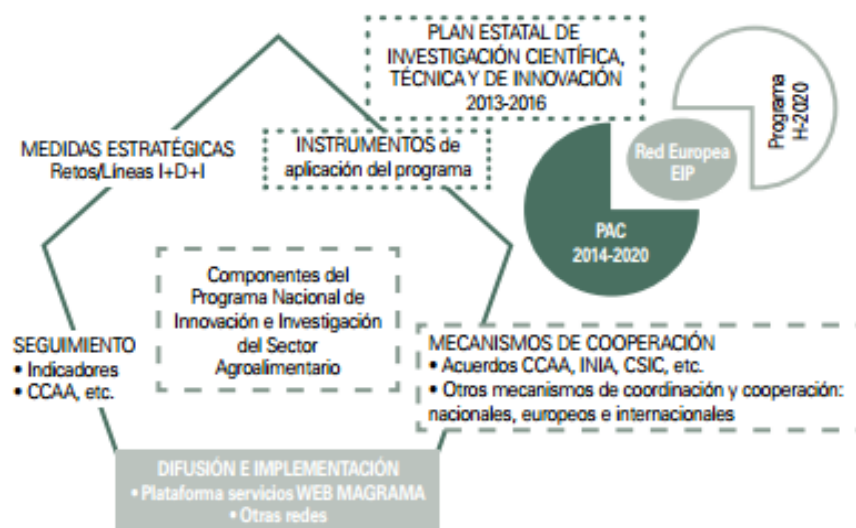 PLAN ESTATAL DE
INVESTIGACIÓN CIENTÍFICA,
TÉCNICA Y DE INNOVACIÓN
2013-2016
Programa
H-2020
Red Europea
EIP
PAC
2014-2020
MEDIDAS ESTRATÉGICAS
Retos/Líneas I+D+I
INSTRUMENTOS de
aplicación del programa
Componentes del
Programa Nacional de
Innovación e Investigación
del Sector
Agroalimentario
SEGUIMIENTO
• Indicadores
• CCAA, etc.
MECANISMOS DE COOPERACIÓN
• Acuerdos CCAA, INIA, CSIC, etc.
• Otros mecanismos de coordinación y cooperación:
nacionales, europeos e internacionales
DIFUSIÓN E IMPLEMENTACIÓN
• Plataforma servicios WEB MAGRAMA
• Otras redes